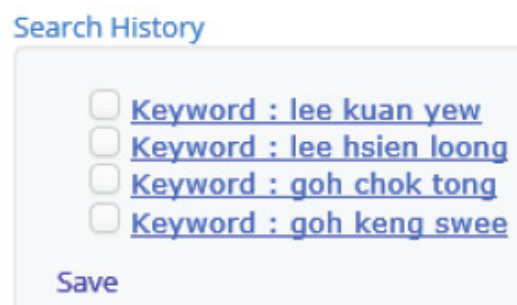 Search History
Keyword : lee kuan yew
Keyword : lee hsien loong
Keyword : goh chok tong
Keyword : goh keng swee
Save